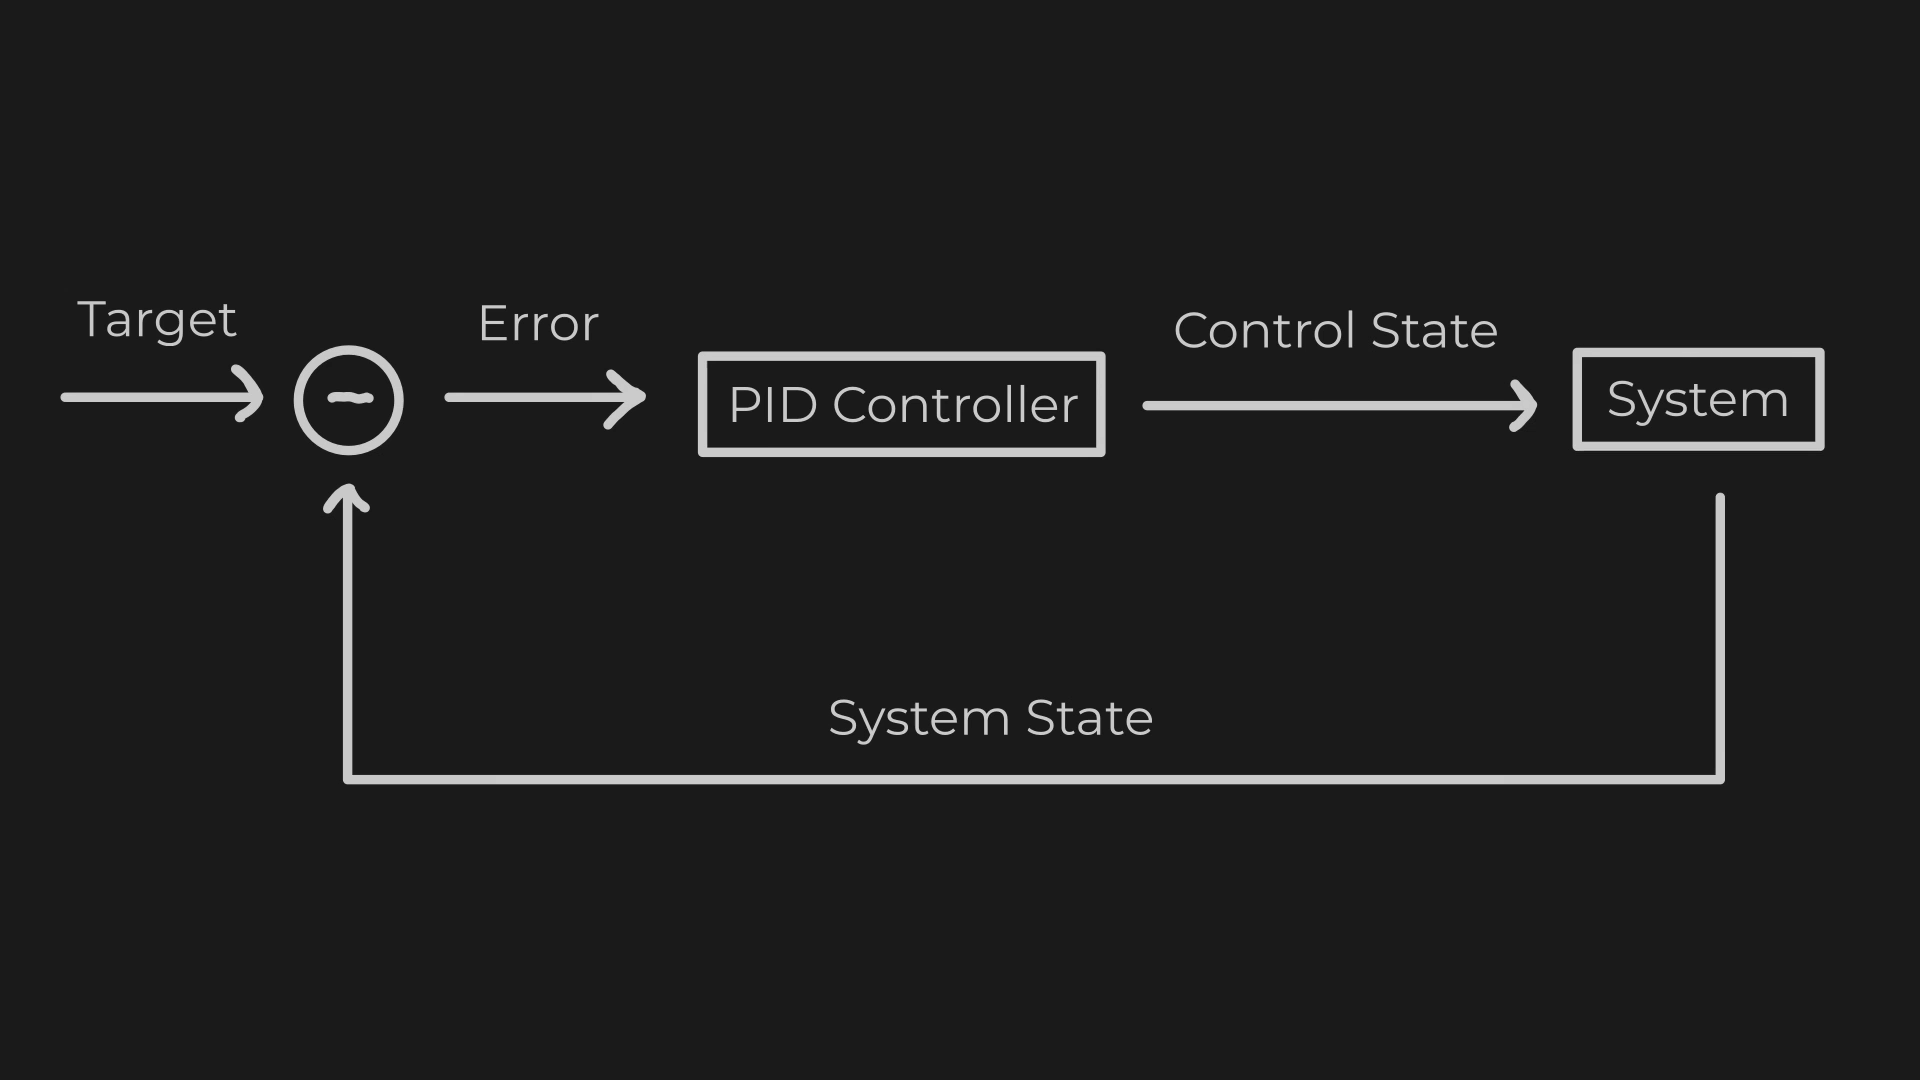 Target
Error
Control State
PID Controller
System
System State